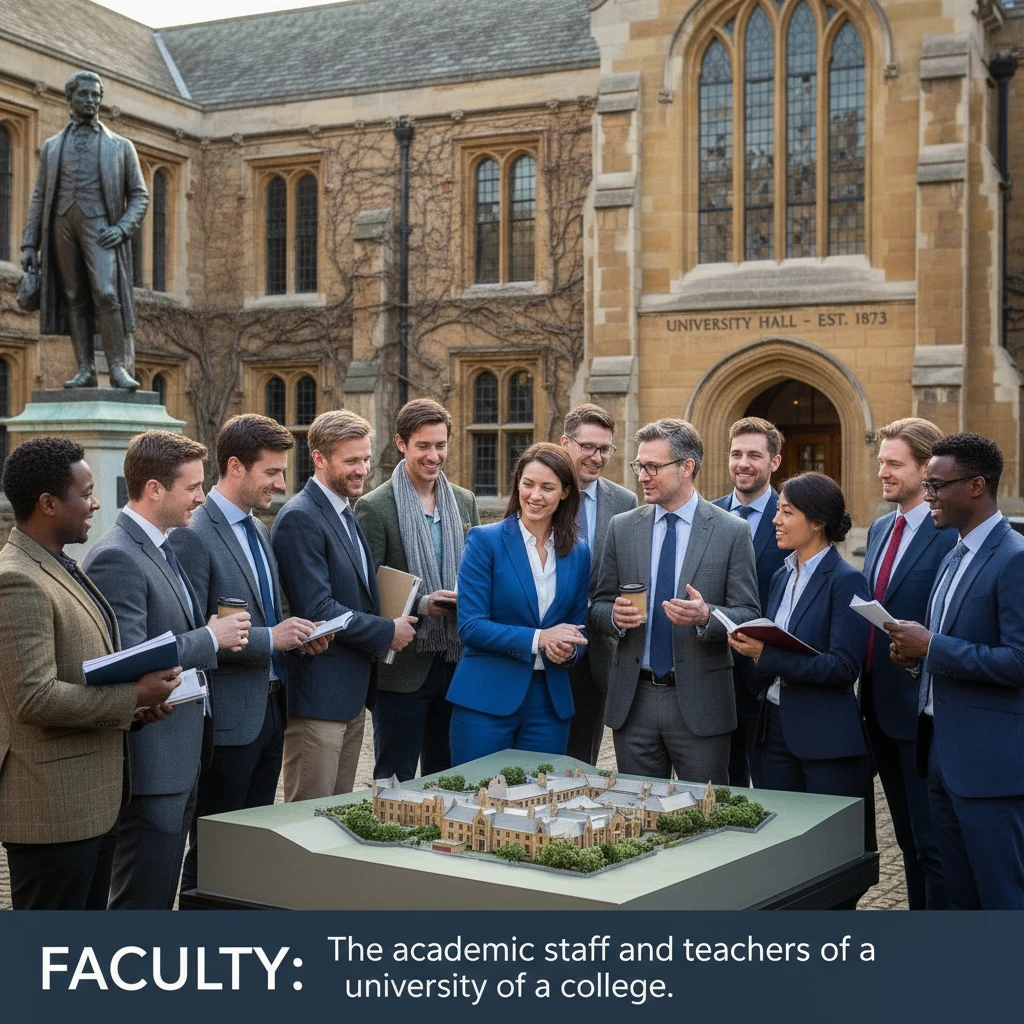 UNIVERSITY HALL – EST. 1873
FACULTY:
The academic staff and teachers of a
university of a college.